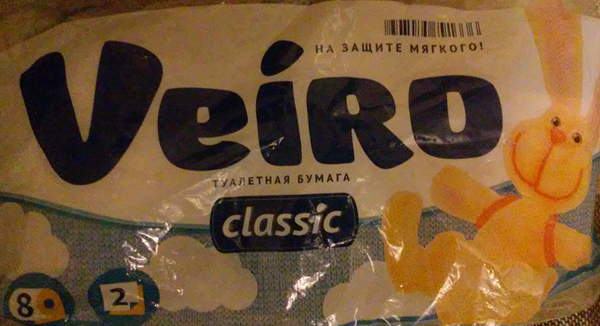 НА ЗАЩИТЕ МЯГКОГО!
Veiro
ТУАЛЕТНАЯ БУМАГА
classic
8 2